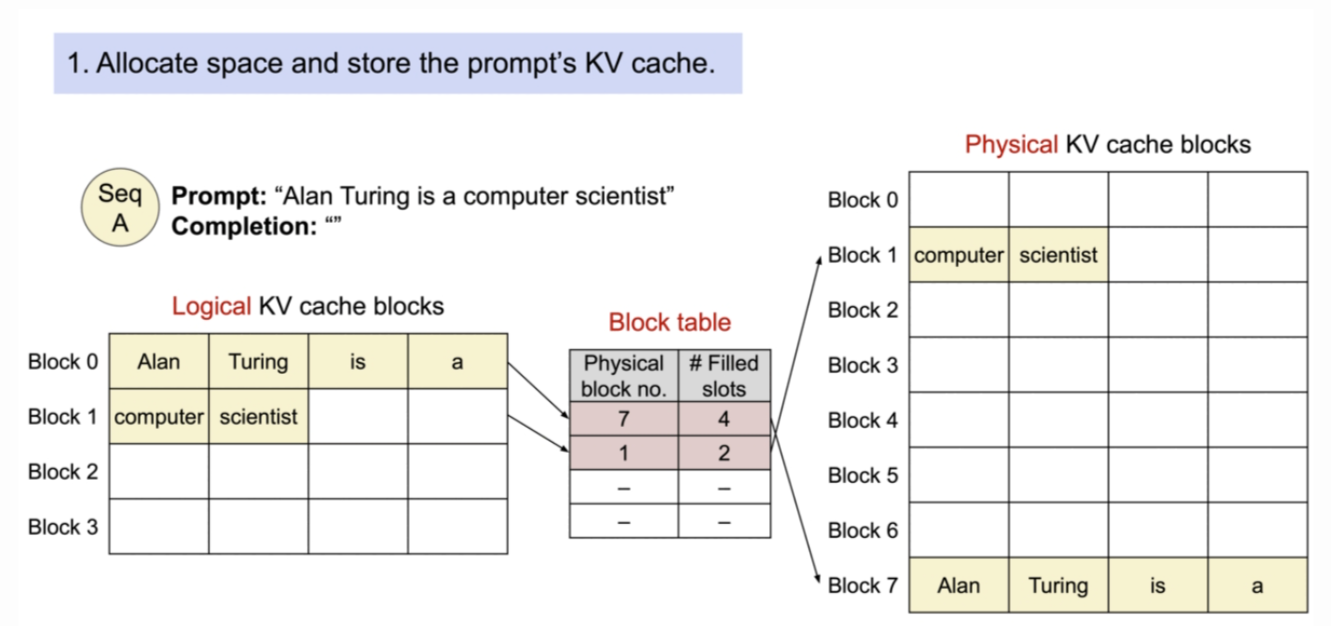 1. Allocate space and store the prompt's KV cache.
Seq
A
Prompt: “Alan Turing is a computer scientist”
Completion: “”
Logical KV cache blocks
Block 0 Alan Turing is a
Block 1 computer scientist
Block 2
Block 3
Block table
Physical block no. # Filled slots
7 4
1 2
– –
– –
Physical KV cache blocks
Block 0
Block 1 computer scientist
Block 2
Block 3
Block 4
Block 5
Block 6
Block 7 Alan Turing is a